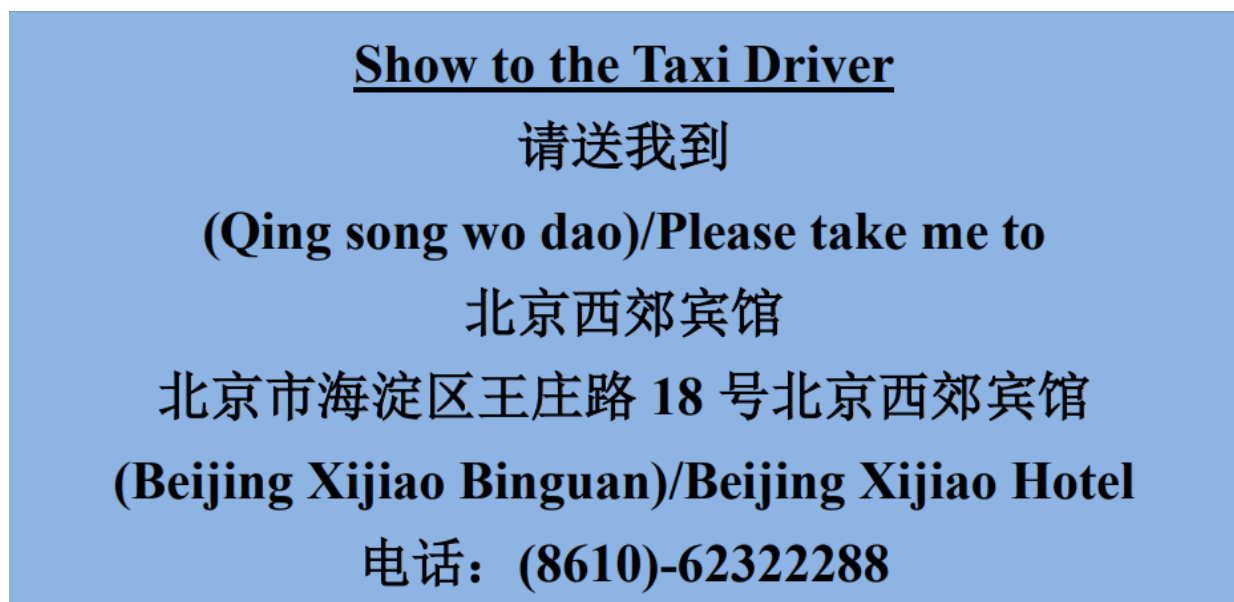 Show to the Taxi Driver
请送我到
(Qing song wo dao)/Please take me to
北京西郊宾馆
北京市海淀区王庄路 18 号北京西郊宾馆
(Beijing Xijiao Binguan)/Beijing Xijiao Hotel
电话：(8610)-62322288